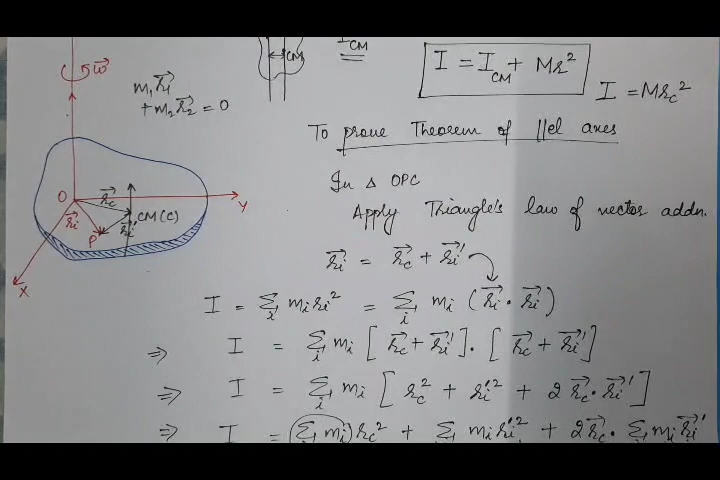 I_CM
CM
I = I_CM + Mr²
I = Mr_c²
ω⃗
m₁r⃗₁
+ m₂r⃗₂ = 0
To prove Theorem of ||el axes
In Δ OPC
Apply Triangle's law of vector addn.
O
r⃗_c
Y
CM(C)
r⃗_i
r⃗_i'
P
X
r⃗_i = r⃗_c + r⃗_i'
I = Σ_i m_i r_i² = Σ_i m_i (r⃗_i · r⃗_i)
⇒ I = Σ_i m_i [r⃗_c + r⃗_i'] · [r⃗_c + r⃗_i']
⇒ I = Σ_i m_i [r_c² + r_i'² + 2 r⃗_c · r⃗_i']
⇒ I = (Σ_i m_i) r_c² + Σ_i m_i r_i'² + 2 r⃗_c · Σ_i m_i r⃗_i'